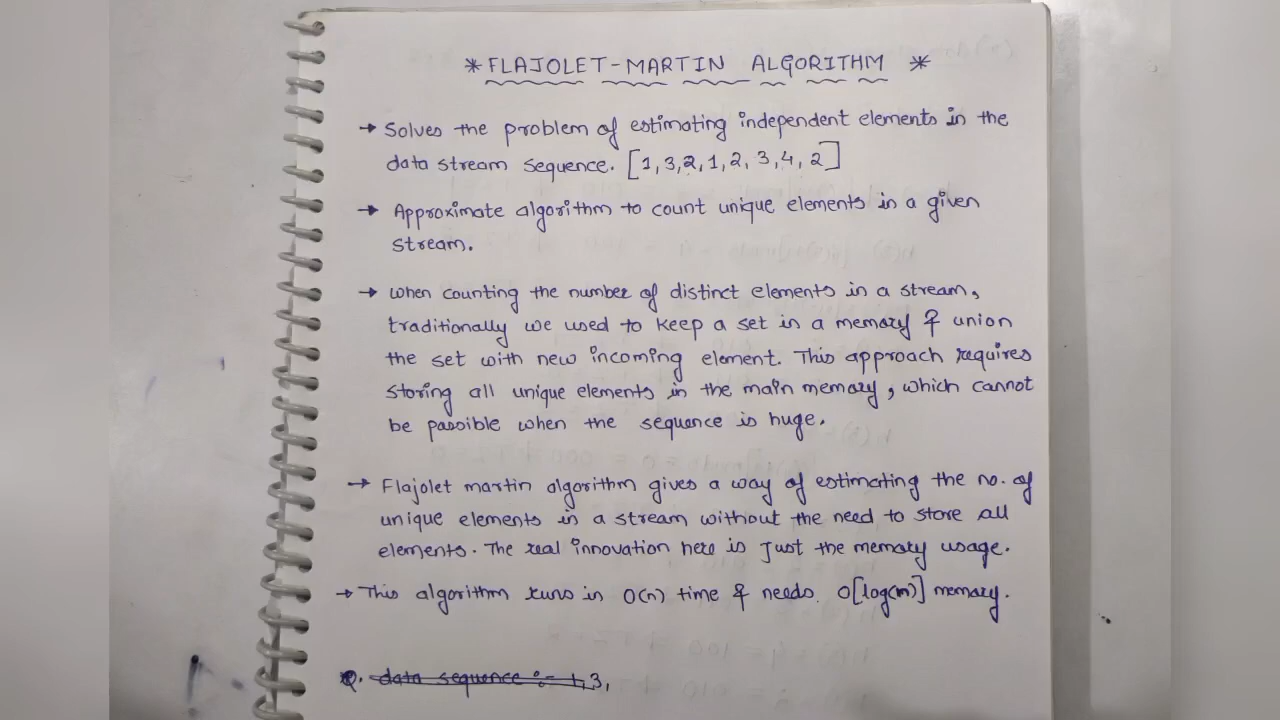 * FLAJOLET-MARTIN ALGORITHM *
→ Solves the problem of estimating independent elements in the
data stream sequence. [1,3,2,1,2,3,4,2]
→ Approximate algorithm to count unique elements in a given
stream.
→ When counting the number of distinct elements in a stream,
traditionally we used to keep a set in a memory & union
the set with new incoming element. This approach requires
storing all unique elements in the main memory, which cannot
be possible when the sequence is huge.
→ Flajolet martin algorithm gives a way of estimating the no. of
unique elements in a stream without the need to store all
elements. The real innovation here is just the memory usage.
→ This algorithm runs in O(n) time & needs O[log(m)] memory.
Q. data sequence :- 1,3,